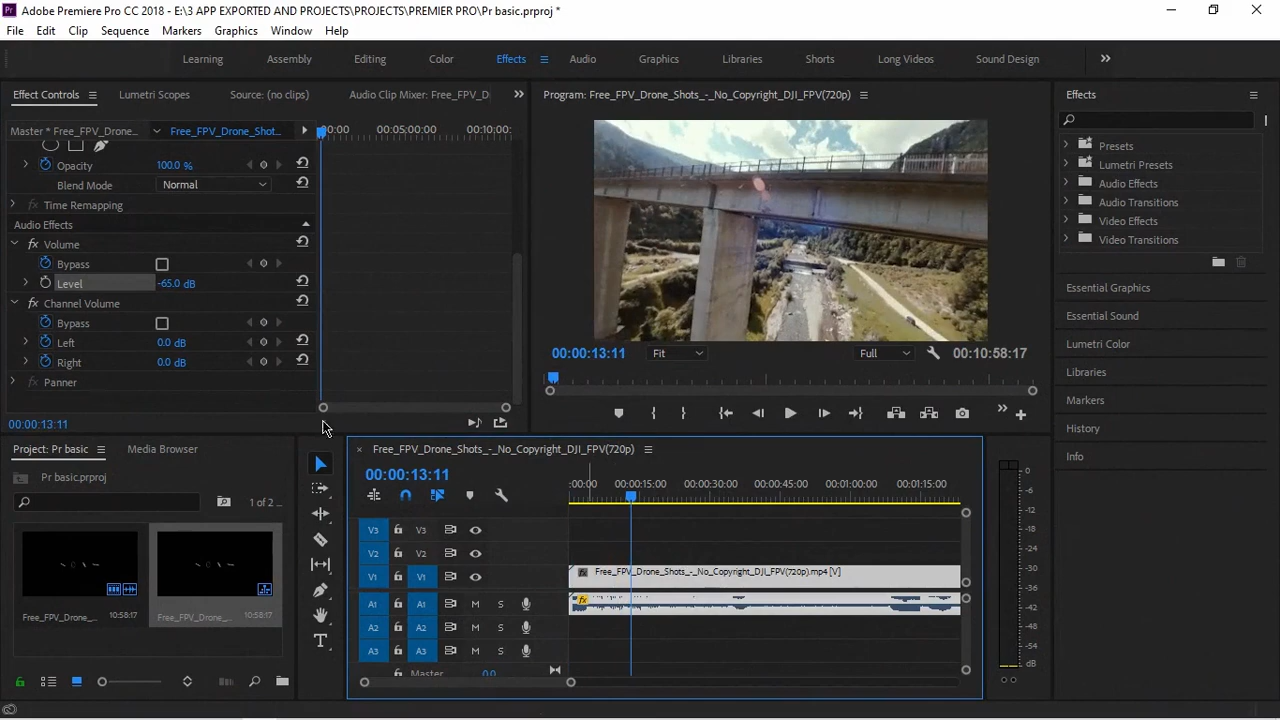 Pr Adobe Premiere Pro CC 2018 - E:\3 APP EXPORTED AND PROJECTS\PROJECTS\PREMIER PRO\Pr basic.prproj *
File Edit Clip Sequence Markers Graphics Window Help
Learning Assembly Editing Color Effects Audio Graphics Libraries Shorts Long Videos Sound Design
Effect Controls Lumetri Scopes Source: (no clips) Audio Clip Mixer: Free_FPV_D
Master * Free_FPV_Drone... Free_FPV_Drone_Shot... :00:00 00:05:00:00 00:10:00:
Opacity 100.0 %
Blend Mode Normal
fx Time Remapping
Audio Effects
fx Volume
Bypass
Level -65.0 dB
fx Channel Volume
Bypass
Left 0.0 dB
Right 0.0 dB
fx Panner
00:00:13:11
Program: Free_FPV_Drone_Shots_-_No_Copyright_DJI_FPV(720p)
00:00:13:11 Fit Full 00:10:58:17
Effects
Presets
Lumetri Presets
Audio Effects
Audio Transitions
Video Effects
Video Transitions
Essential Graphics
Essential Sound
Lumetri Color
Libraries
Markers
History
Info
Project: Pr basic Media Browser
Pr basic.prproj
1 of 2 ...
Free_FPV_Drone_... 10:58:17 Free_FPV_Drone_... 10:58:17
Free_FPV_Drone_Shots_-_No_Copyright_DJI_FPV(720p)
00:00:13:11
:00:00 00:00:15:00 00:00:30:00 00:00:45:00 00:01:00:00 00:01:15:00
V3 V3
V2 V2
V1 V1 fx Free_FPV_Drone_Shots_-_No_Copyright_DJI_FPV(720p).mp4 [V]
A1 A1 M S fx
A2 A2 M S
A3 A3 M S
Master 0.0
0
-6
-12
-18
-24
-30
-36
-42
-48
-54
dB